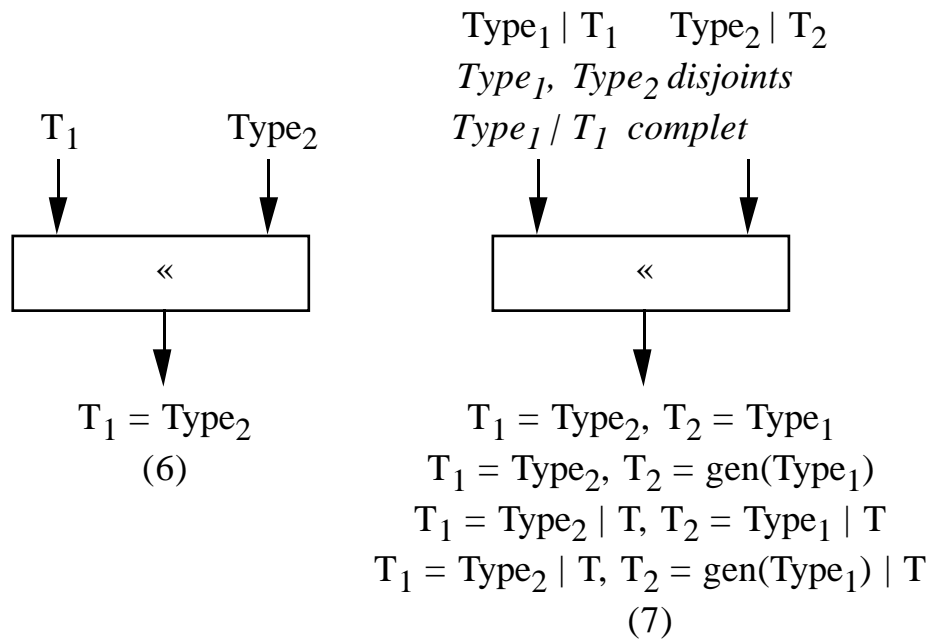 T₁ Type₂
«
T₁ = Type₂
(6)
Type₁ | T₁ Type₂ | T₂
Type₁, Type₂ disjoints
Type₁ / T₁ complet
«
T₁ = Type₂, T₂ = Type₁
T₁ = Type₂, T₂ = gen(Type₁)
T₁ = Type₂ | T, T₂ = Type₁ | T
T₁ = Type₂ | T, T₂ = gen(Type₁) | T
(7)